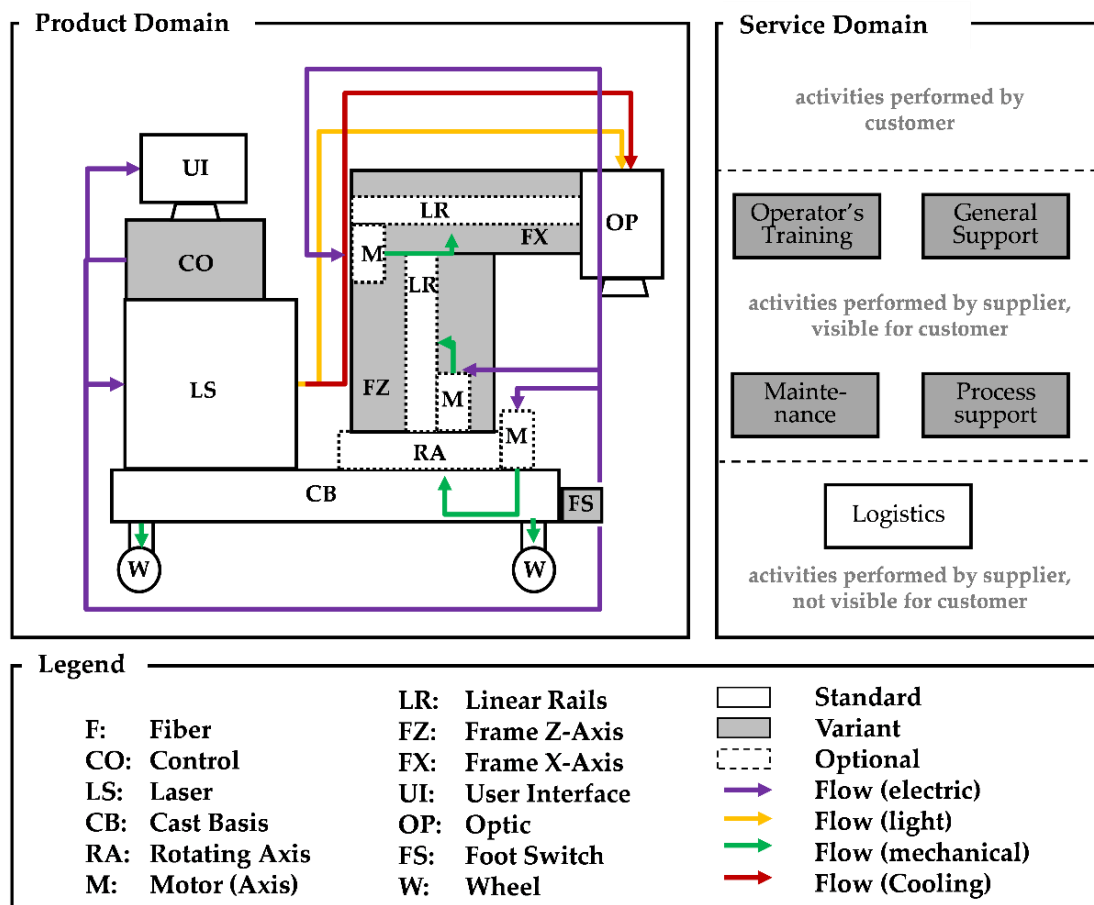 Product Domain
UI
CO
LS
LR
FX
OP
M
LR
FZ
M
M
RA
CB
FS
W
W
Service Domain
activities performed by
customer
Operator's
Training
General
Support
activities performed by supplier,
visible for customer
Mainte-
nance
Process
support
Logistics
activities performed by supplier,
not visible for customer
Legend
F: Fiber
CO: Control
LS: Laser
CB: Cast Basis
RA: Rotating Axis
M: Motor (Axis)
LR: Linear Rails
FZ: Frame Z-Axis
FX: Frame X-Axis
UI: User Interface
OP: Optic
FS: Foot Switch
W: Wheel
Standard
Variant
Optional
Flow (electric)
Flow (light)
Flow (mechanical)
Flow (Cooling)